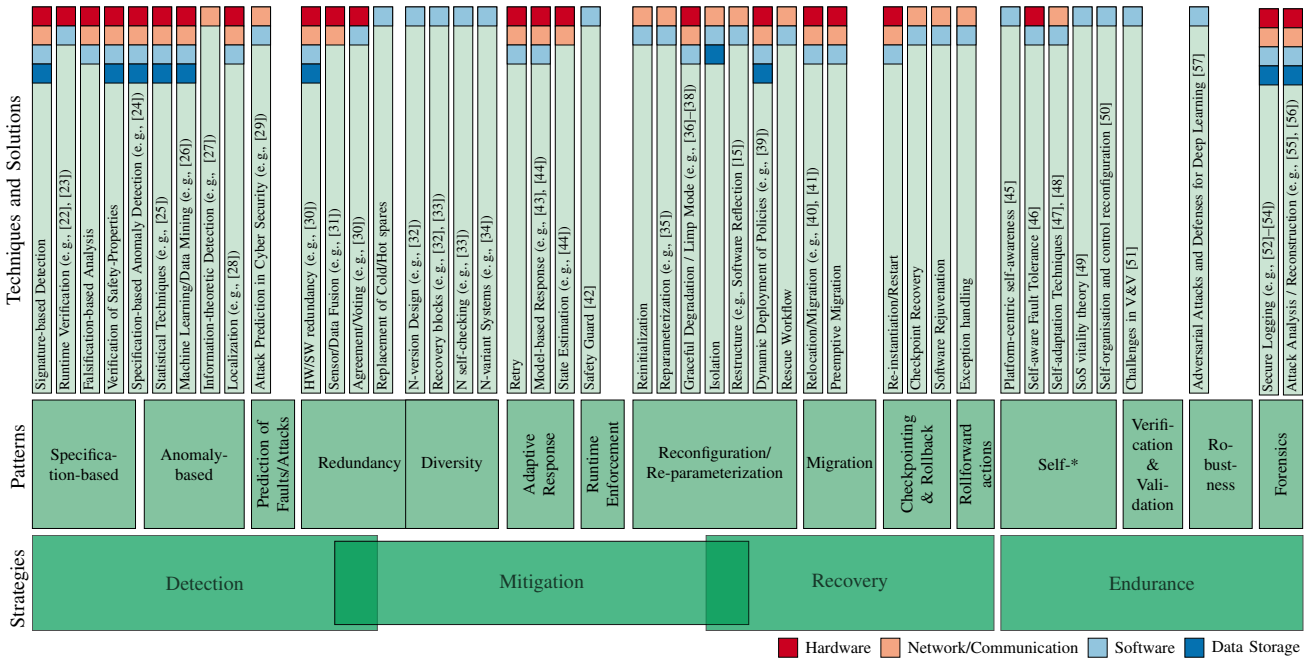 Techniques and Solutions
Signature-based Detection
Runtime Verification (e. g., [22], [23])
Falsification-based Analysis
Verification of Safety-Properties
Specification-based Anomaly Detection (e. g., [24])
Statistical Techniques (e. g., [25])
Machine Learning/Data Mining (e. g., [26])
Information-theoretic Detection (e. g., [27])
Localization (e. g., [28])
Attack Prediction in Cyber Security (e. g., [29])
HW/SW redundancy (e. g., [30])
Sensor/Data Fusion (e. g., [31])
Agreement/Voting (e. g., [30])
Replacement of Cold/Hot spares
N-version Design (e. g., [32])
Recovery blocks (e. g., [32], [33])
N self-checking (e. g., [33])
N-variant Systems (e. g., [34])
Retry
Model-based Response (e. g., [43], [44])
State Estimation (e. g., [44])
Safety Guard [42]
Reinitialization
Reparameterization (e. g., [35])
Graceful Degradation / Limp Mode (e. g., [36]–[38])
Isolation
Restructure (e. g., Software Reflection [15])
Dynamic Deployment of Policies (e. g., [39])
Rescue Workflow
Relocation/Migration (e. g., [40], [41])
Preemptive Migration
Re-instantiation/Restart
Checkpoint Recovery
Software Rejuvenation
Exception handling
Platform-centric self-awareness [45]
Self-aware Fault Tolerance [46]
Self-adaptation Techniques [47], [48]
SoS vitality theory [49]
Self-organisation and control reconfiguration [50]
Challenges in V&V [51]
Adversarial Attacks and Defenses for Deep Learning [57]
Secure Logging (e. g., [52]–[54])
Attack Analysis / Reconstruction (e. g., [55], [56])
Patterns
Specifica-
tion-based
Anomaly-
based
Prediction of
Faults/Attacks
Redundancy
Diversity
Adaptive
Response
Runtime
Enforcement
Reconfiguration/
Re-parameterization
Migration
Checkpointing
& Rollback
Rollforward
actions
Self-*
Verifi-
cation
&
Vali-
dation
Ro-
bust-
ness
Forensics
Strategies
Detection
Mitigation
Recovery
Endurance
Hardware
Network/Communication
Software
Data Storage